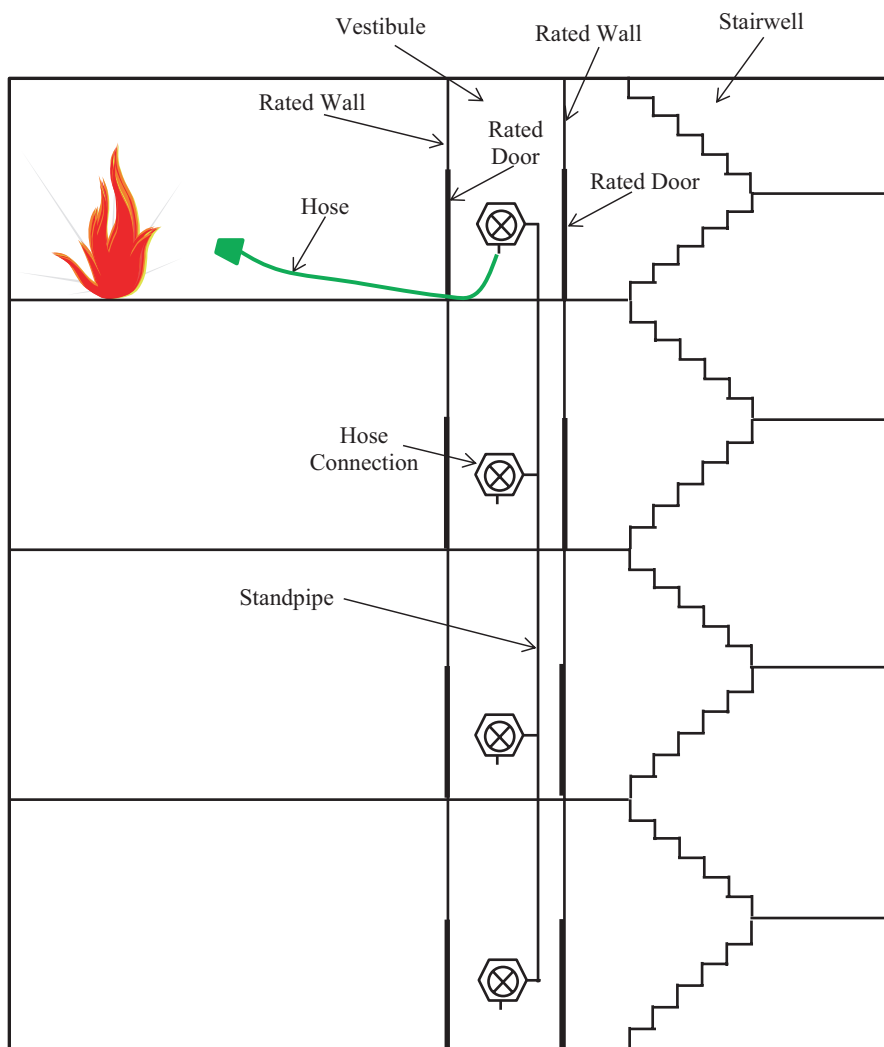 Vestibule
Rated Wall
Stairwell
Rated Wall
Rated
Door
Rated Door
Hose
Hose
Connection
Standpipe